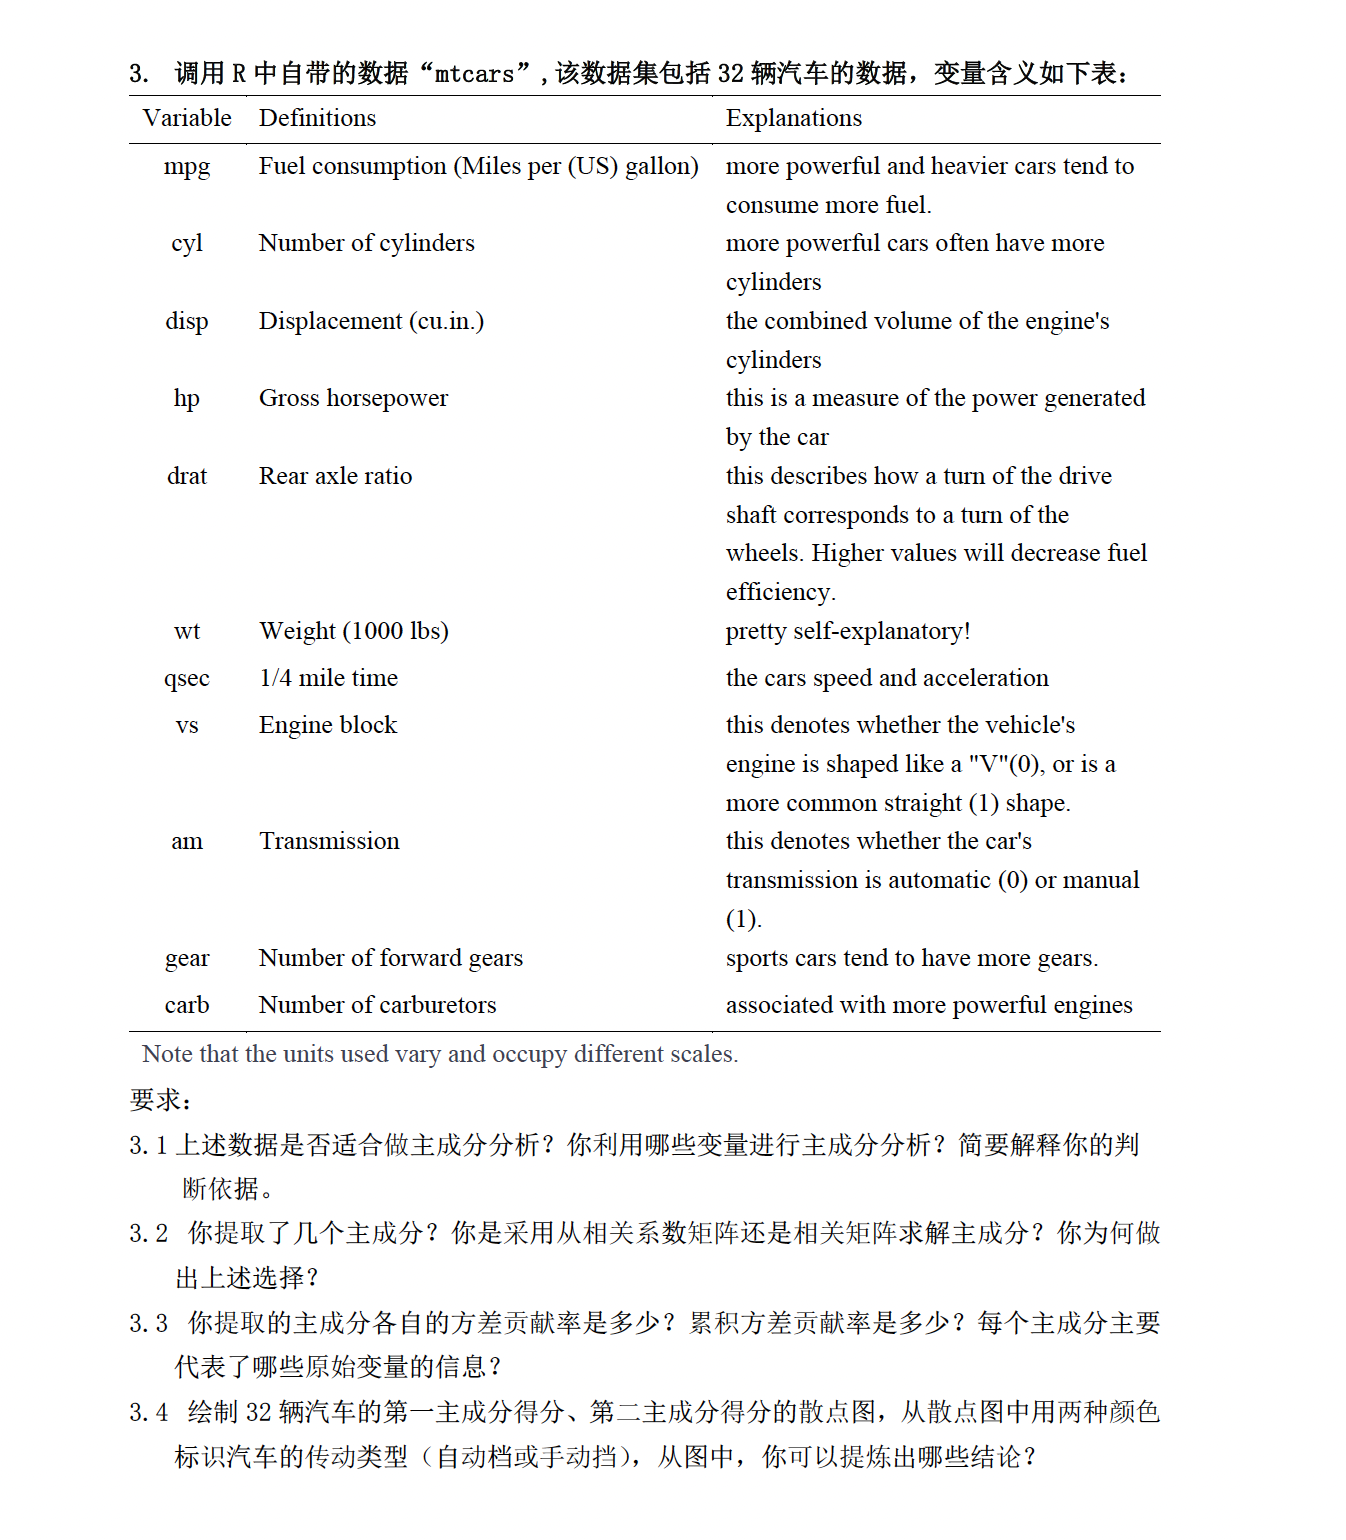 3. 调用 R 中自带的数据“mtcars”,该数据集包括 32 辆汽车的数据，变量含义如下表：
Variable Definitions Explanations
mpg Fuel consumption (Miles per (US) gallon) more powerful and heavier cars tend to
consume more fuel.
cyl Number of cylinders more powerful cars often have more
cylinders
disp Displacement (cu.in.) the combined volume of the engine's
cylinders
hp Gross horsepower this is a measure of the power generated
by the car
drat Rear axle ratio this describes how a turn of the drive
shaft corresponds to a turn of the
wheels. Higher values will decrease fuel
efficiency.
wt Weight (1000 lbs) pretty self-explanatory!
qsec 1/4 mile time the cars speed and acceleration
vs Engine block this denotes whether the vehicle's
engine is shaped like a "V"(0), or is a
more common straight (1) shape.
am Transmission this denotes whether the car's
transmission is automatic (0) or manual
(1).
gear Number of forward gears sports cars tend to have more gears.
carb Number of carburetors associated with more powerful engines
Note that the units used vary and occupy different scales.
要求：
3.1 上述数据是否适合做主成分分析？你利用哪些变量进行主成分分析？简要解释你的判
断依据。
3.2 你提取了几个主成分？你是采用从相关系数矩阵还是相关矩阵求解主成分？你为何做
出上述选择？
3.3 你提取的主成分各自的方差贡献率是多少？累积方差贡献率是多少？每个主成分主要
代表了哪些原始变量的信息？
3.4 绘制 32 辆汽车的第一主成分得分、第二主成分得分的散点图，从散点图中用两种颜色
标识汽车的传动类型（自动档或手动挡），从图中，你可以提炼出哪些结论？